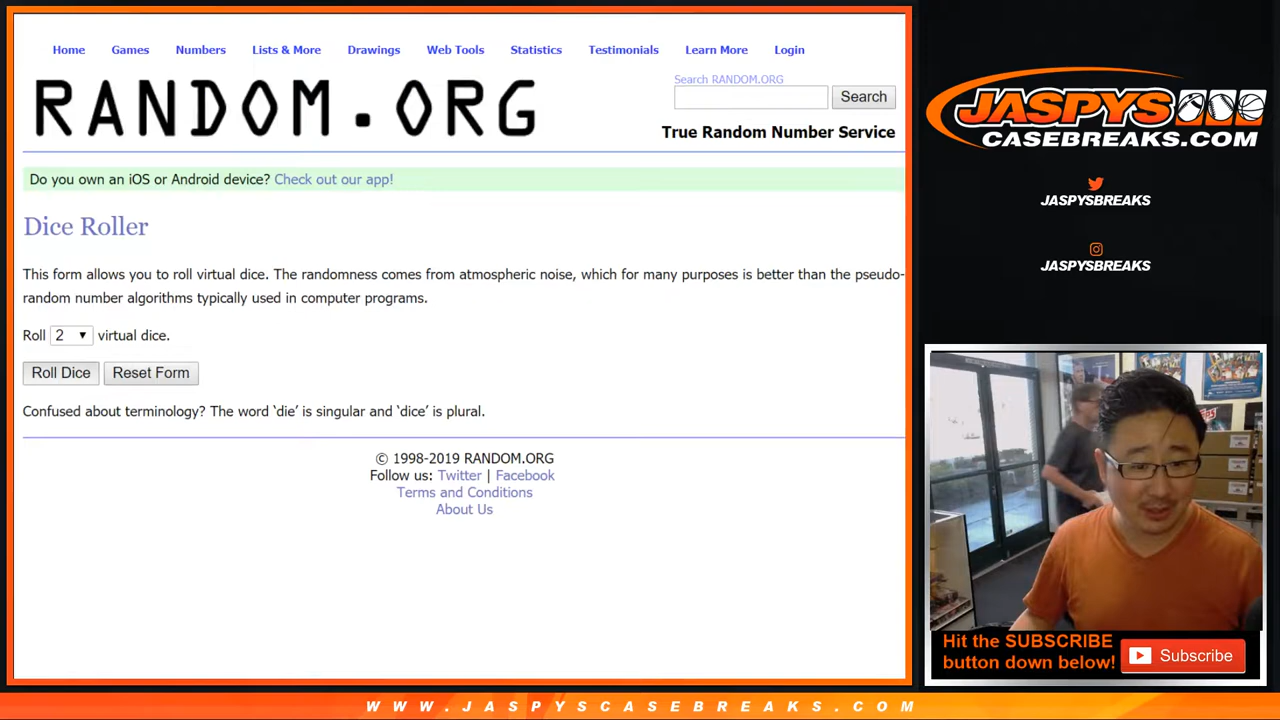 Home Games Numbers Lists & More Drawings Web Tools Statistics Testimonials Learn More Login
RANDOM.ORG
Search RANDOM.ORG
Search
True Random Number Service
Do you own an iOS or Android device? Check out our app!
Dice Roller
This form allows you to roll virtual dice. The randomness comes from atmospheric noise, which for many purposes is better than the pseudo-
random number algorithms typically used in computer programs.
Roll 2 virtual dice.
Roll Dice Reset Form
Confused about terminology? The word ‘die’ is singular and ‘dice’ is plural.
© 1998-2019 RANDOM.ORG
Follow us: Twitter | Facebook
Terms and Conditions
About Us
JASPYS
CASEBREAKS.COM
JASPYSBREAKS
JASPYSBREAKS
Hit the SUBSCRIBE
button down below!
Subscribe
WWW.JASPYSCASEBREAKS.COM